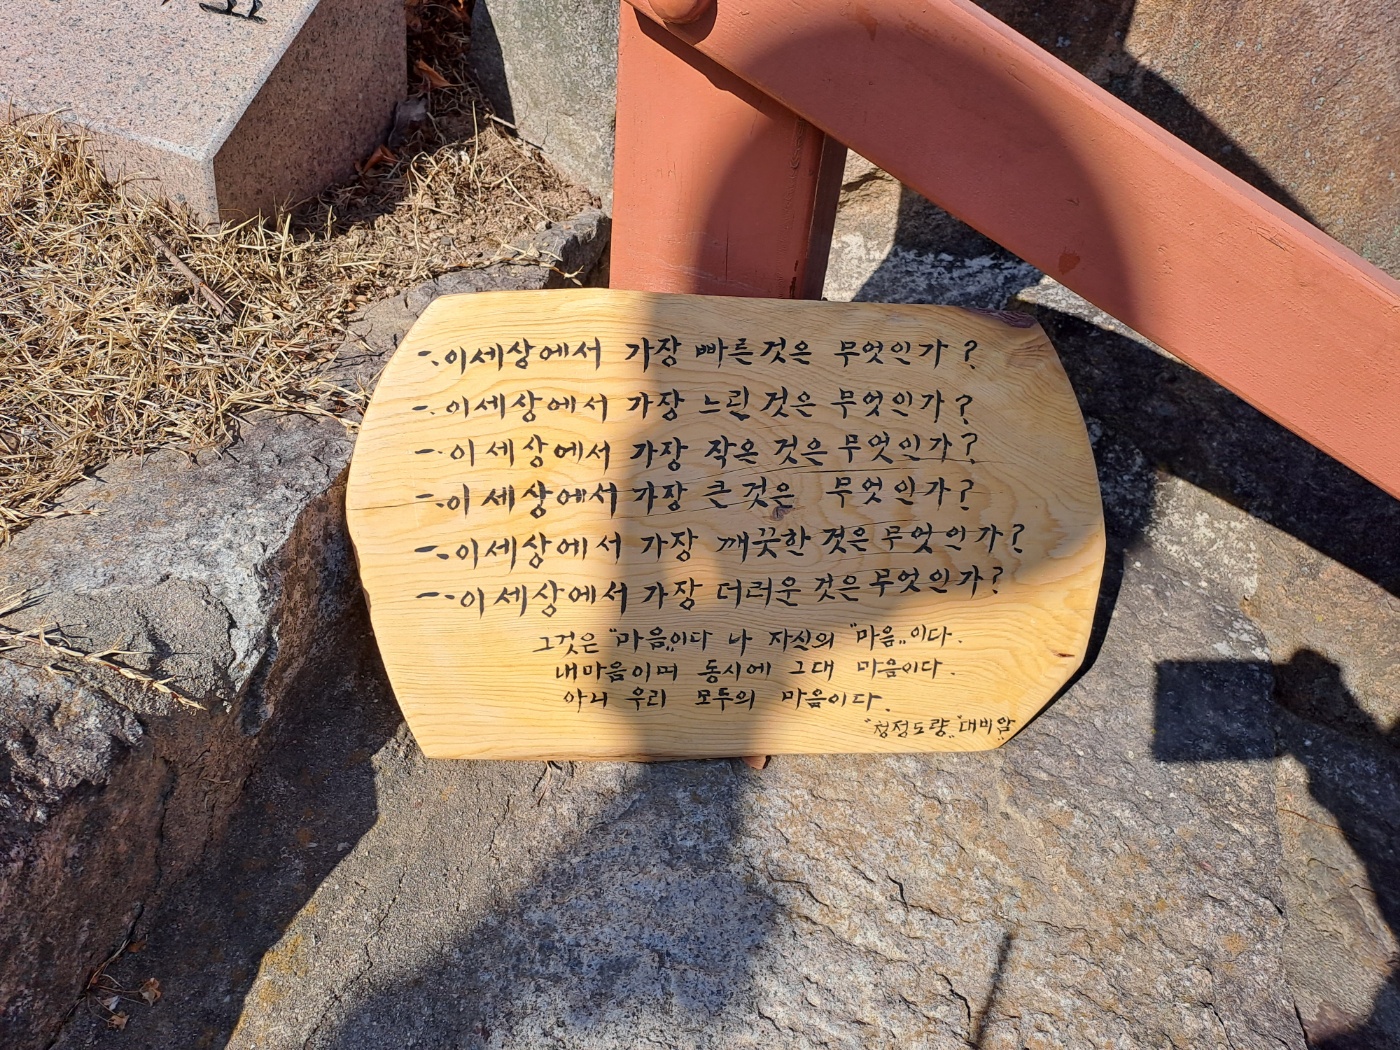 一. 이세상에서 가장 빠른것은 무엇인가?
一. 이세상에서 가장 느린 것은 무엇인가?
一. 이 세상에서 가장 작은 것은 무엇인가?
一. 이 세상에서 가장 큰것은 무엇인가?
一. 이세상에서 가장 깨끗한 것은 무엇인가?
一. 이세상에서 가장 더러운 것은 무엇인가?
그것은 "마음"이다 나 자신의 "마음"이다.
내마음이며 동시에 그대 마음이다.
아니 우리 모두의 마음이다.
"청정도량" "대비암"